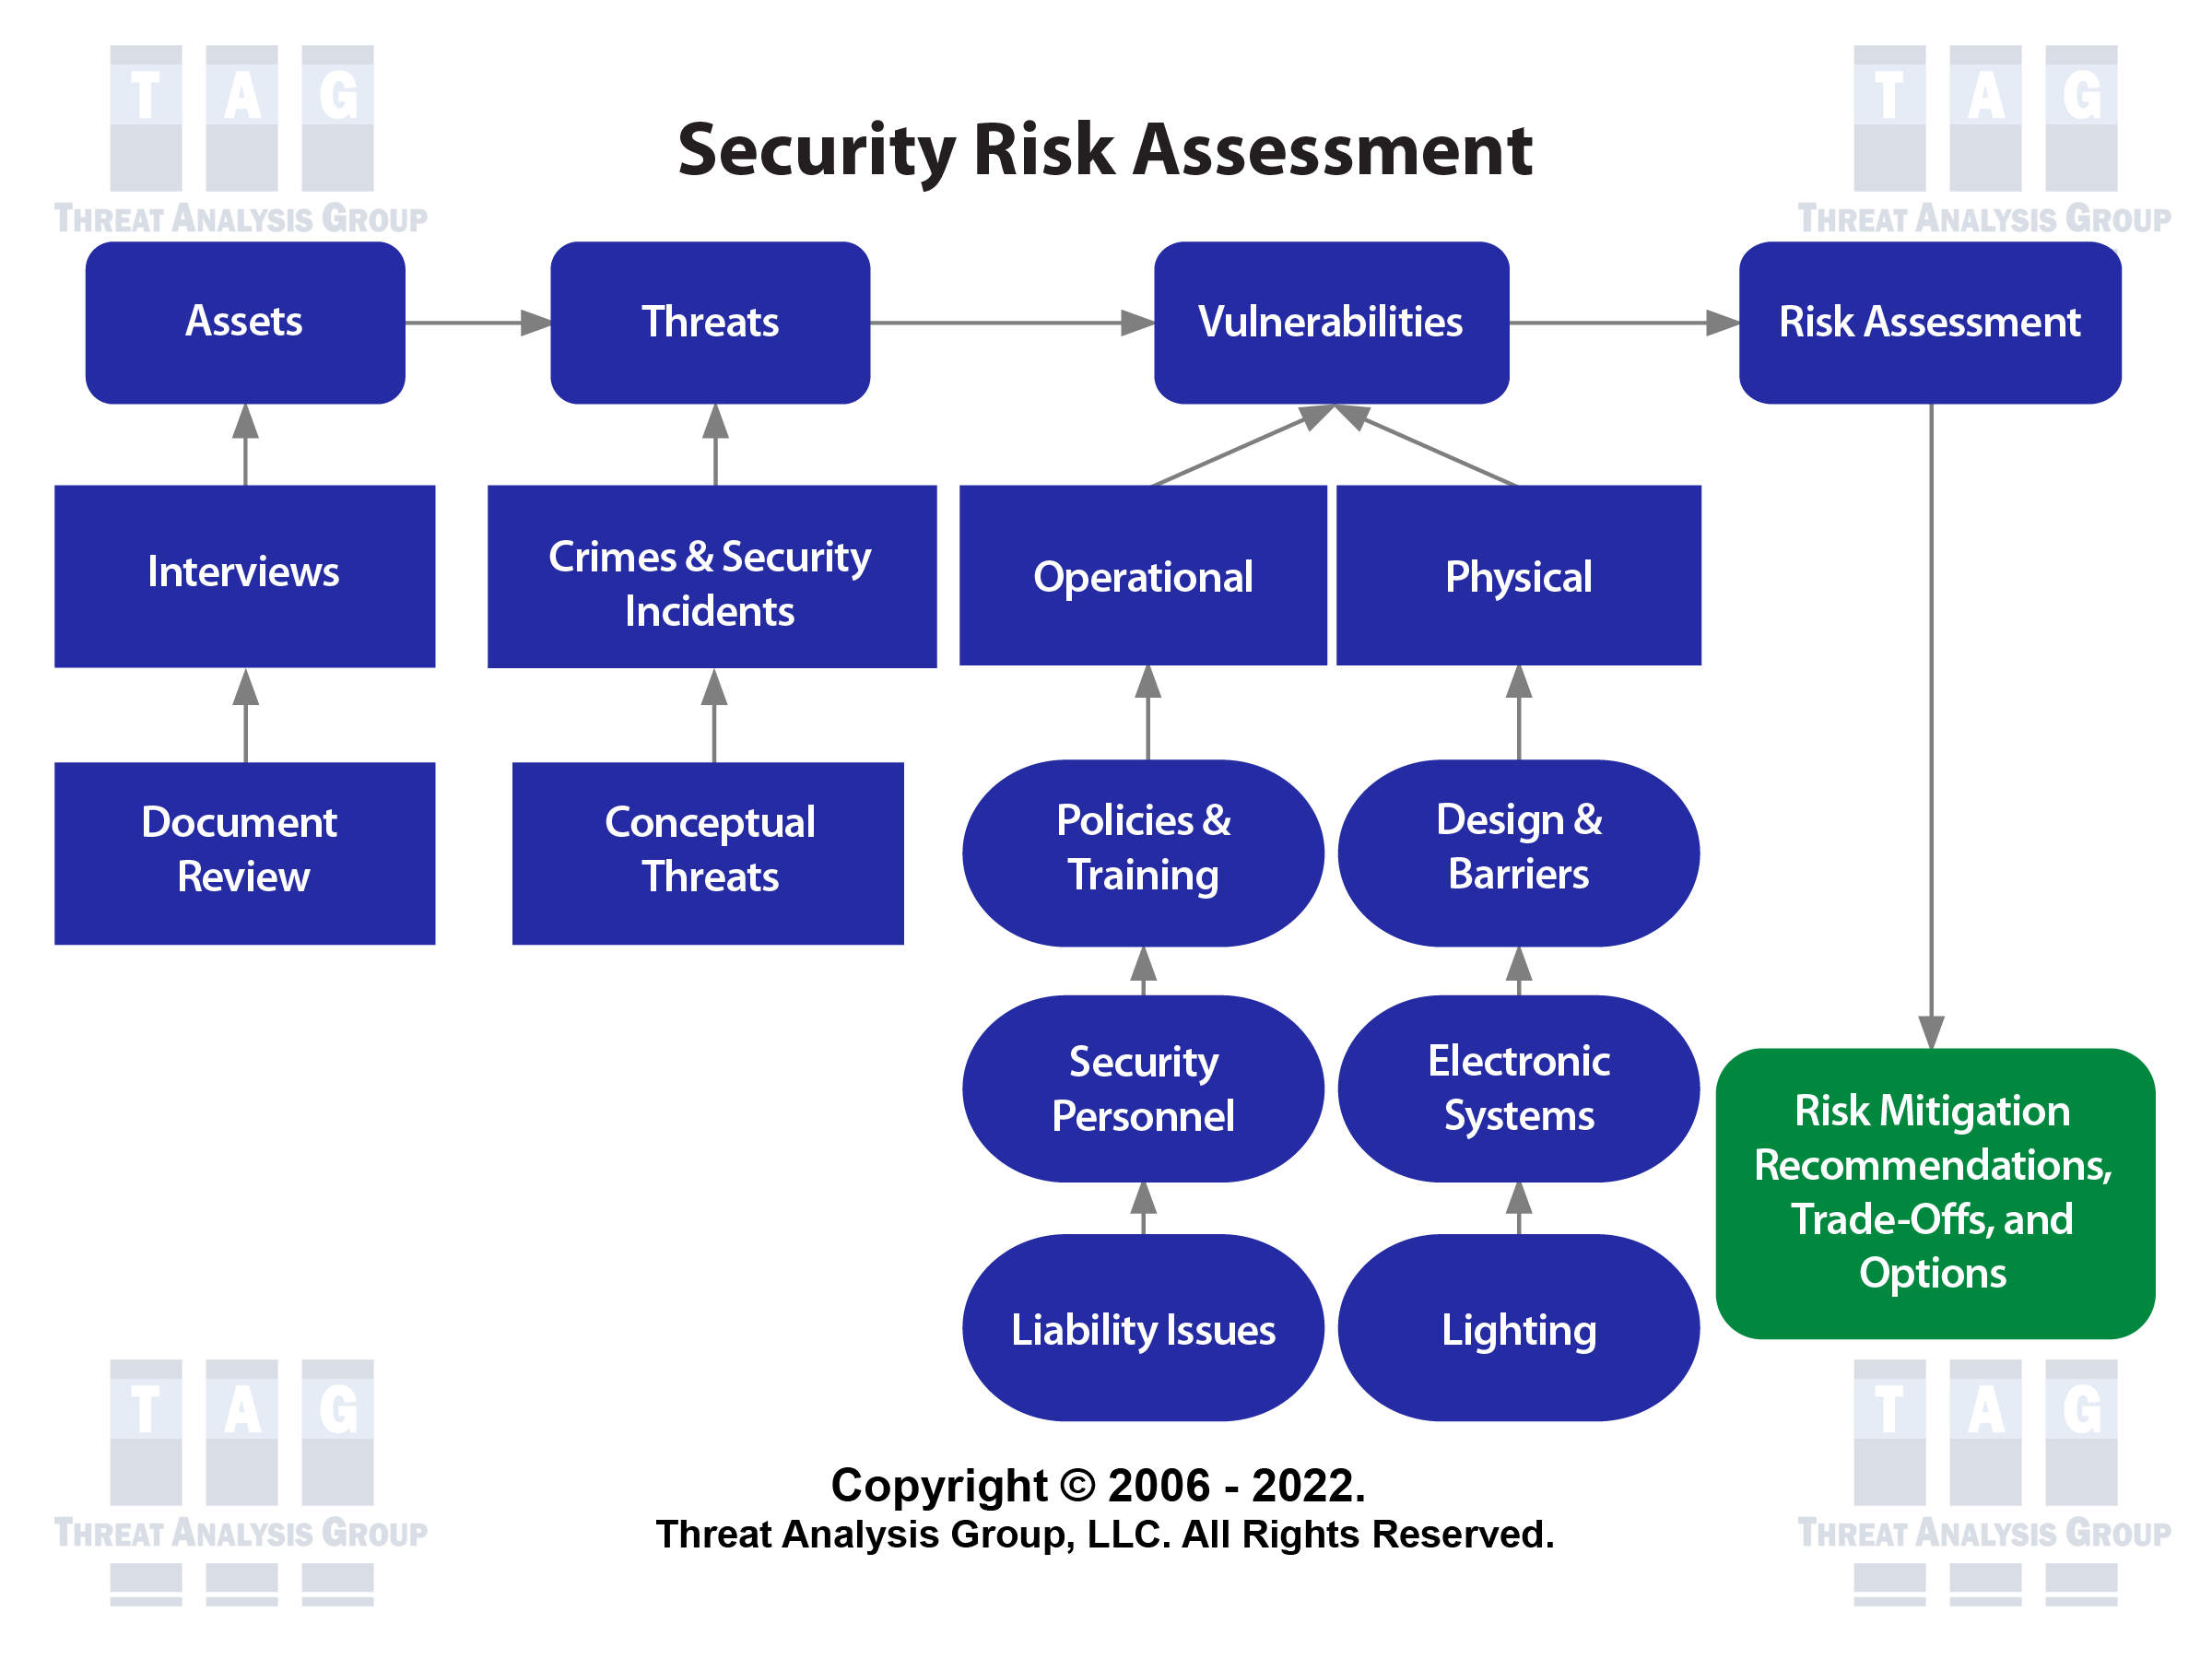 T A G
THREAT ANALYSIS GROUP
T A G
THREAT ANALYSIS GROUP
Security Risk Assessment
Assets
Threats
Vulnerabilities
Risk Assessment
Interviews
Crimes & Security
Incidents
Operational
Physical
Document
Review
Conceptual
Threats
Policies &
Training
Design &
Barriers
Security
Personnel
Electronic
Systems
Liability Issues
Lighting
Risk Mitigation
Recommendations,
Trade-Offs, and
Options
T A G
THREAT ANALYSIS GROUP
T A G
THREAT ANALYSIS GROUP
Copyright © 2006 - 2022.
Threat Analysis Group, LLC. All Rights Reserved.